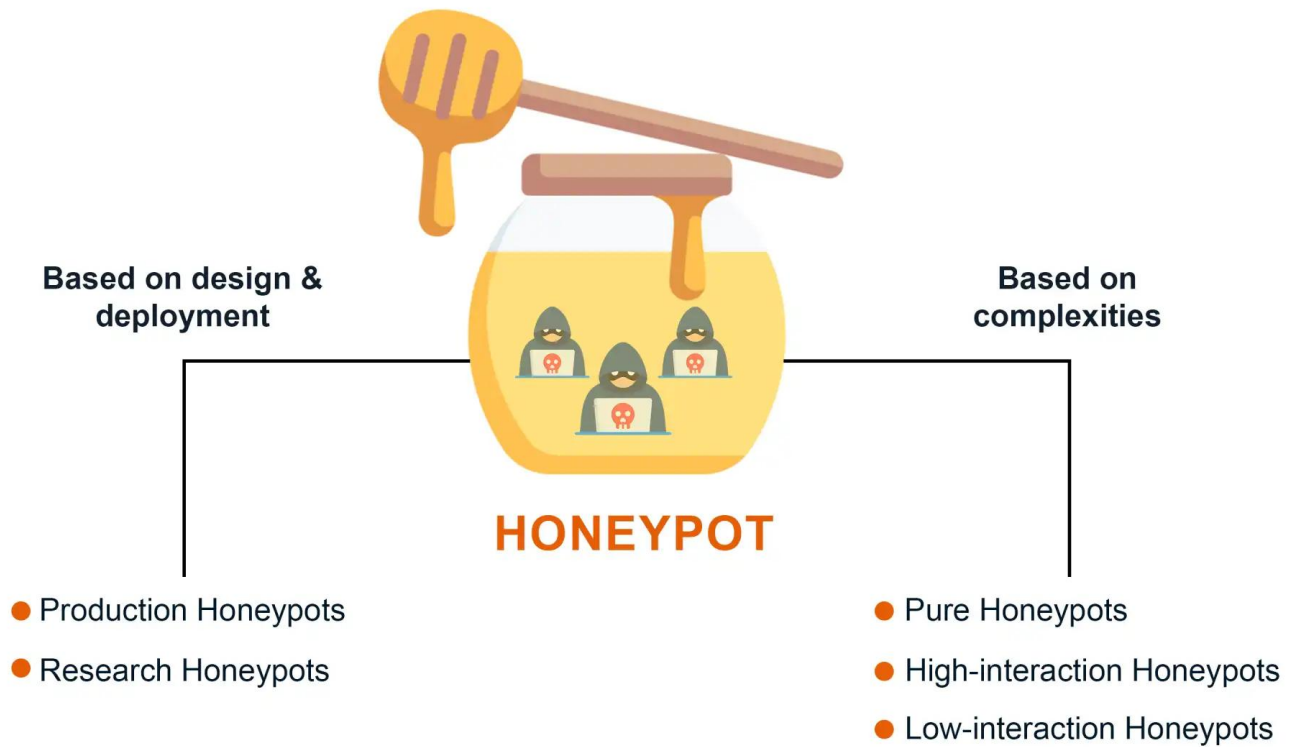 Based on design &
deployment
Based on
complexities
HONEYPOT
Production Honeypots
Research Honeypots
Pure Honeypots
High-interaction Honeypots
Low-interaction Honeypots